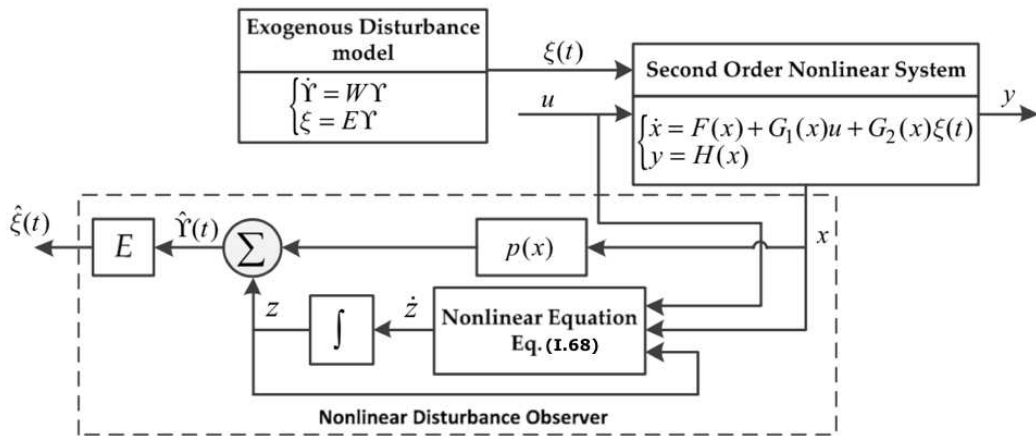 Exogenous Disturbance
model
{Υ̇ = WΥ
ξ = EΥ
ξ(t)
u
Second Order Nonlinear System
{ẋ = F(x) + G₁(x)u + G₂(x)ξ(t)
y = H(x)
y
ξ̂(t)
E
Υ̂(t)
Σ
p(x)
x
z
∫
ż
Nonlinear Equation
Eq. (I.68)
Nonlinear Disturbance Observer